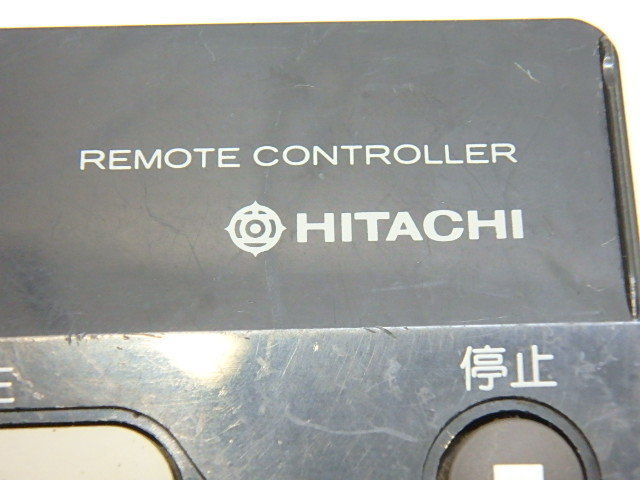 REMOTE CONTROLLER
HITACHI
停止